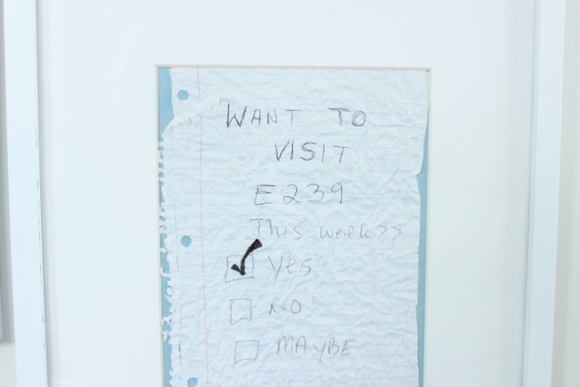 WANT TO
VISIT
E239
This week??
yes
NO
MAYBE